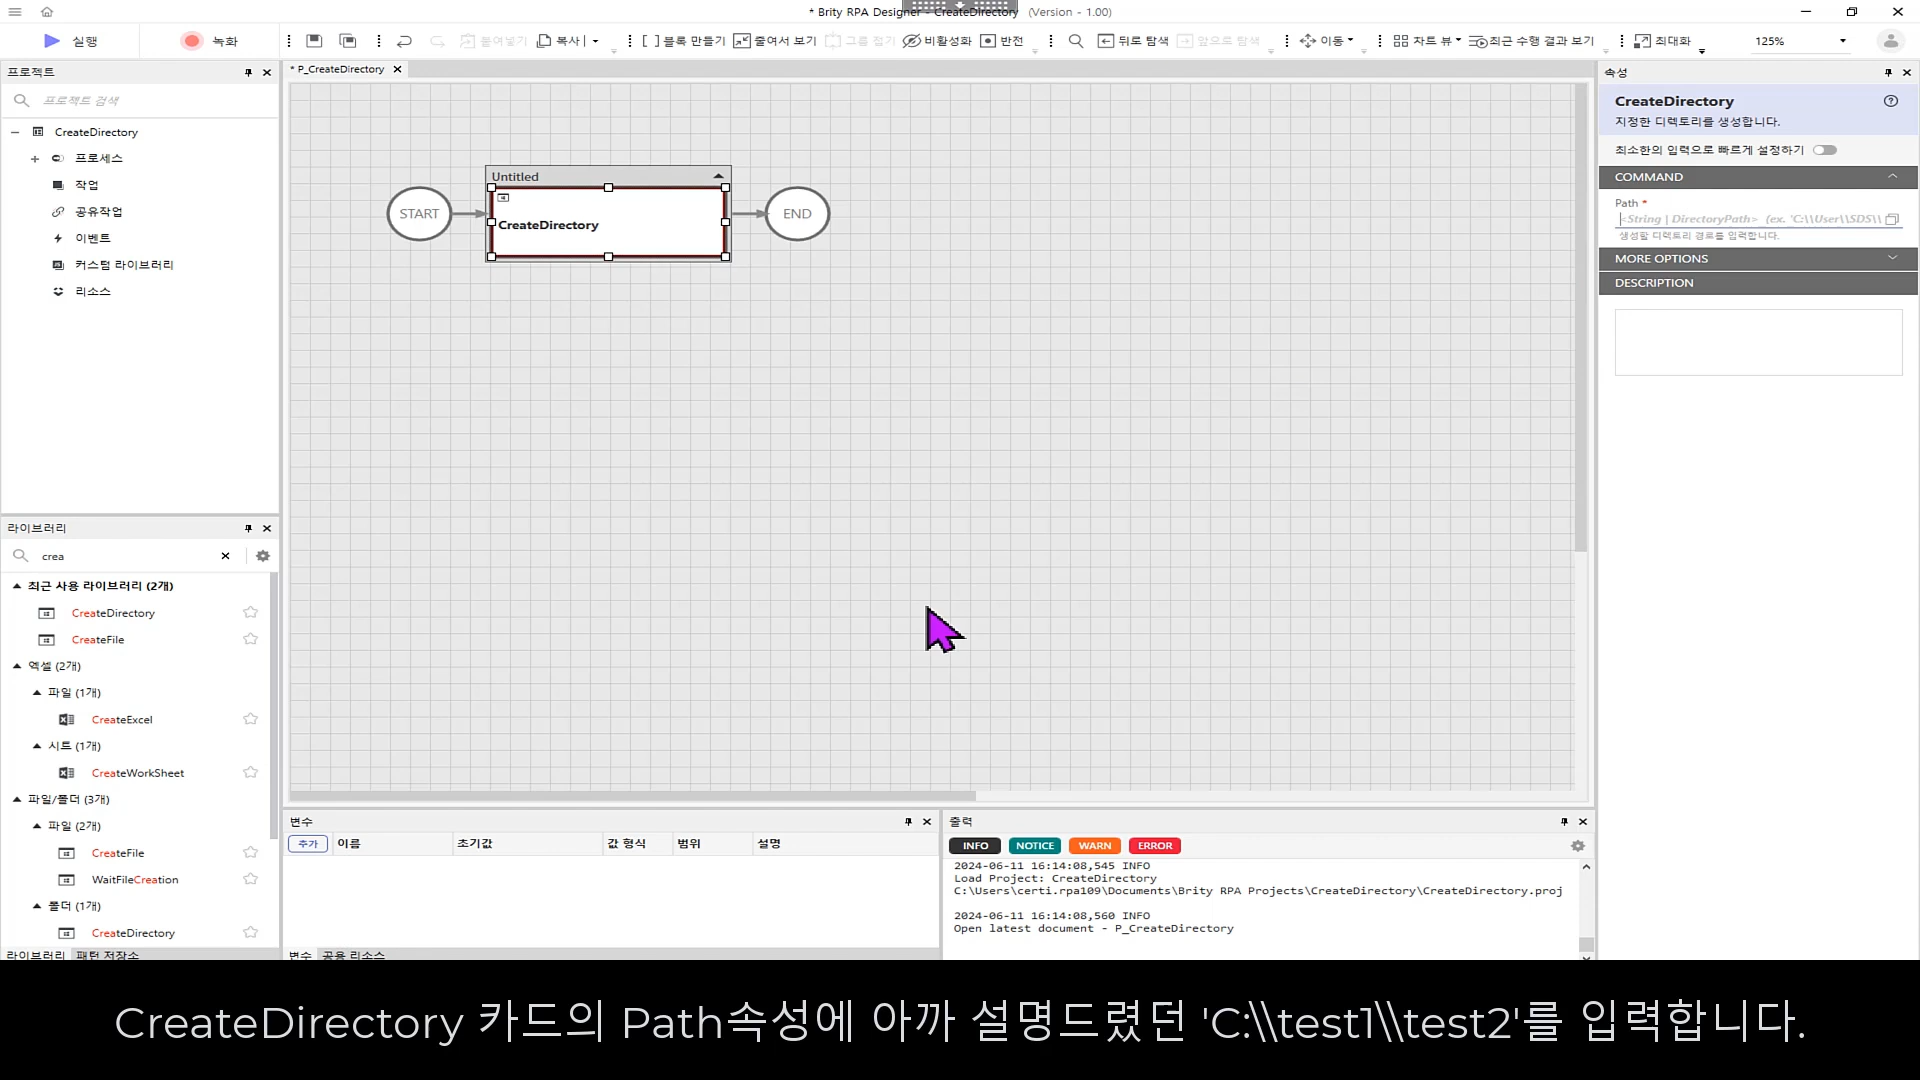 * Brity RPA Designer - CreateDirectory (Version - 1.00)
실행
녹화
붙여넣기
복사
블록 만들기
줄여서 보기
그룹 접기
비활성화
반전
뒤로 탐색
앞으로 탐색
이동
차트 뷰
최근 수행 결과 보기
최대화
125%
프로젝트
프로젝트 검색
CreateDirectory
프로세스
작업
공유작업
이벤트
커스텀 라이브러리
리소스
* P_CreateDirectory
START
Untitled
CreateDirectory
END
속성
CreateDirectory
지정한 디렉토리를 생성합니다.
최소한의 입력으로 빠르게 설정하기
COMMAND
Path *
<String | DirectoryPath> (ex. 'C:\\User\\SDS\\
생성할 디렉토리 경로를 입력합니다.
MORE OPTIONS
DESCRIPTION
라이브러리
crea
최근 사용 라이브러리 (2개)
CreateDirectory
CreateFile
엑셀 (2개)
파일 (1개)
CreateExcel
시트 (1개)
CreateWorkSheet
파일/폴더 (3개)
파일 (2개)
CreateFile
WaitFileCreation
폴더 (1개)
CreateDirectory
라이브러리 패턴 저장소
변수
추가 이름 초기값 값 형식 범위 설명
변수 공용 리소스
출력
INFO NOTICE WARN ERROR
2024-06-11 16:14:08,545 INFO
Load Project: CreateDirectory
C:\Users\certi.rpa109\Documents\Brity RPA Projects\CreateDirectory\CreateDirectory.proj
2024-06-11 16:14:08,560 INFO
Open latest document - P_CreateDirectory
CreateDirectory 카드의 Path속성에 아까 설명드렸던 'C:\\test1\\test2'를 입력합니다.